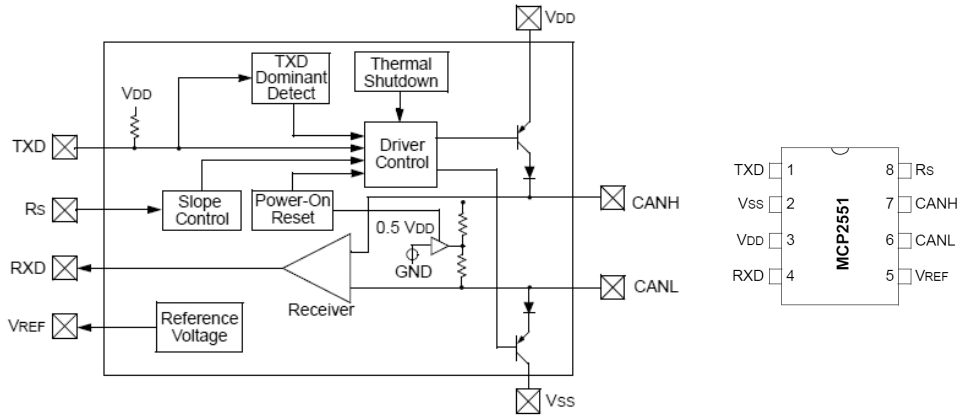 VDD
TXD
Dominant
Detect
Thermal
Shutdown
VDD
TXD
Driver
Control
RS
Slope
Control
Power-On
Reset
0.5 VDD
GND
CANH
RXD
Receiver
CANL
VREF
Reference
Voltage
VSS
TXD 1
8 RS
VSS 2
7 CANH
VDD 3
6 CANL
RXD 4
5 VREF
MCP2551